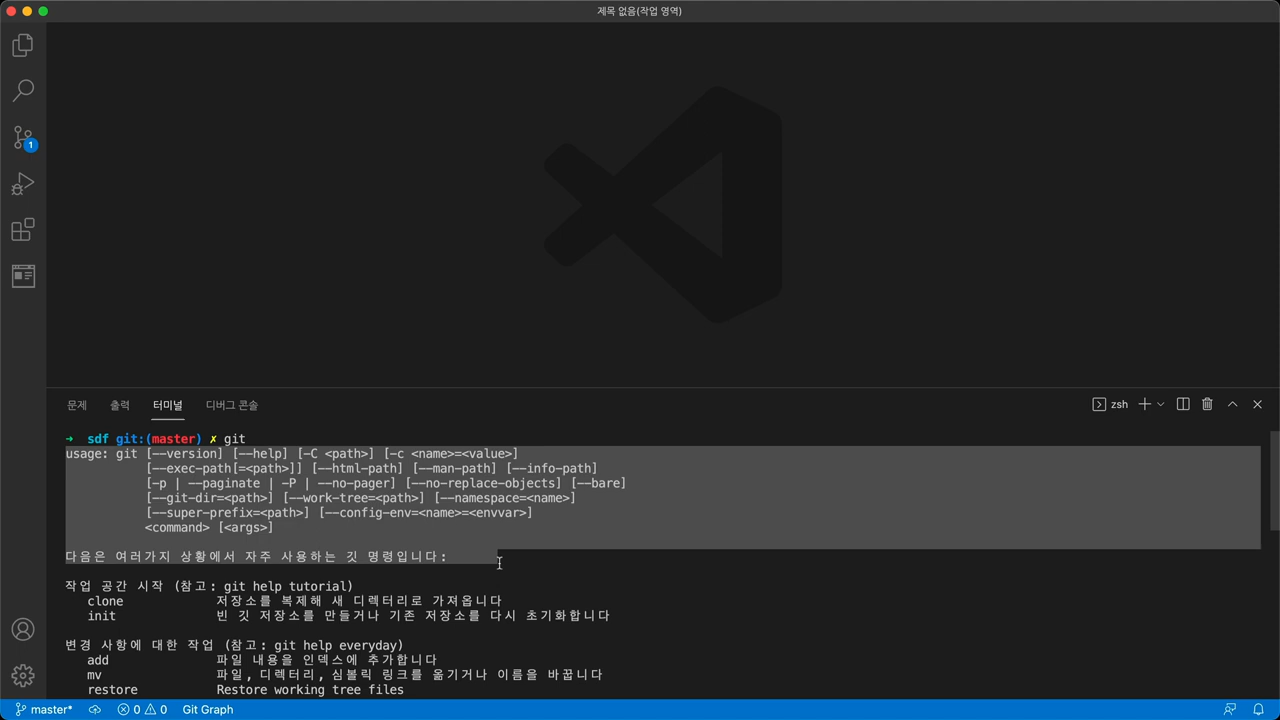 제목 없음(작업 영역)
1
문제 출력 터미널 디버그 콘솔
zsh
→ sdf git:(master) ✗ git
usage: git [--version] [--help] [-C <path>] [-c <name>=<value>]
[--exec-path[=<path>]] [--html-path] [--man-path] [--info-path]
[-p | --paginate | -P | --no-pager] [--no-replace-objects] [--bare]
[--git-dir=<path>] [--work-tree=<path>] [--namespace=<name>]
[--super-prefix=<path>] [--config-env=<name>=<envvar>]
<command> [<args>]
다음은 여러가지 상황에서 자주 사용하는 깃 명령입니다:
작업 공간 시작 (참고: git help tutorial)
clone 저장소를 복제해 새 디렉터리로 가져옵니다
init 빈 깃 저장소를 만들거나 기존 저장소를 다시 초기화합니다
변경 사항에 대한 작업 (참고: git help everyday)
add 파일 내용을 인덱스에 추가합니다
mv 파일, 디렉터리, 심볼릭 링크를 옮기거나 이름을 바꿉니다
restore Restore working tree files
master* 0 0 Git Graph